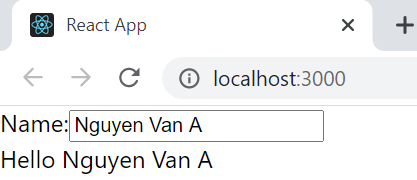 React App
localhost:3000
Name: Nguyen Van A
Hello Nguyen Van A